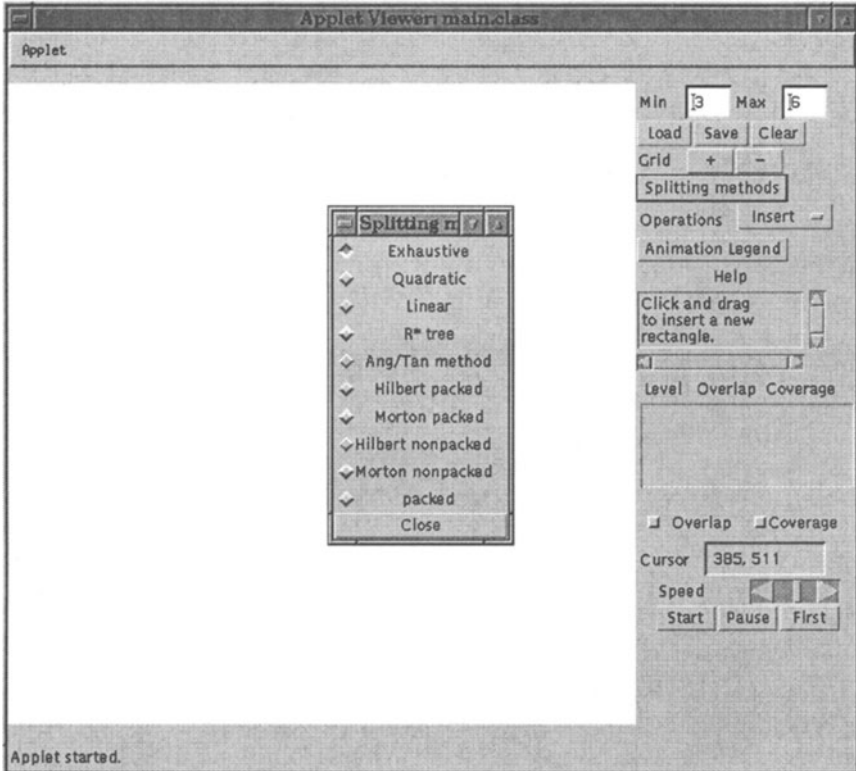 Applet Viewer: main.class
Applet
Min 3 Max 6
Load Save Clear
Grid + -
Splitting methods
Operations Insert
Animation Legend
Help
Click and drag
to insert a new
rectangle.
Level Overlap Coverage
Overlap Coverage
Cursor 385, 511
Speed
Start Pause First
Splitting m
Exhaustive
Quadratic
Linear
R* tree
Ang/Tan method
Hilbert packed
Morton packed
Hilbert nonpacked
Morton nonpacked
packed
Close
Applet started.